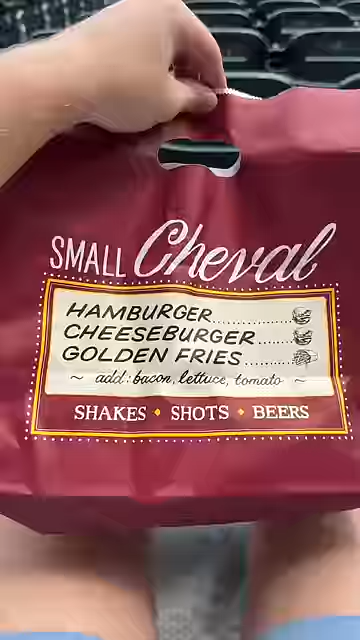 SMALL Cheval
HAMBURGER
CHEESEBURGER
GOLDEN FRIES
~ add: bacon, lettuce, tomato ~
SHAKES • SHOTS • BEERS